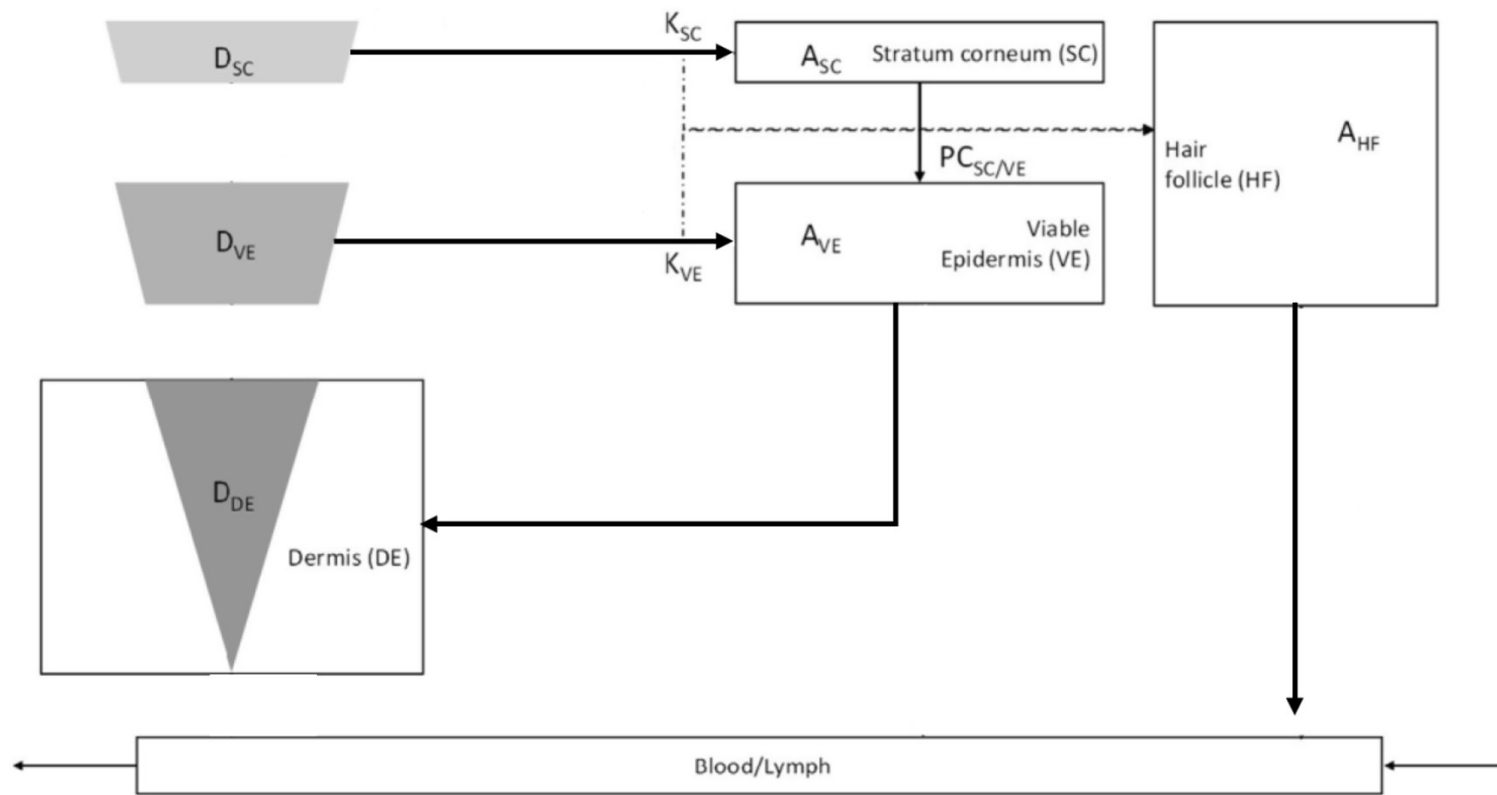 K_SC
D_SC
A_SC Stratum corneum (SC)
A_HF
Hair
follicle (HF)
PC_SC/VE
D_VE
A_VE
Viable
Epidermis (VE)
K_VE
D_DE
Dermis (DE)
Blood/Lymph